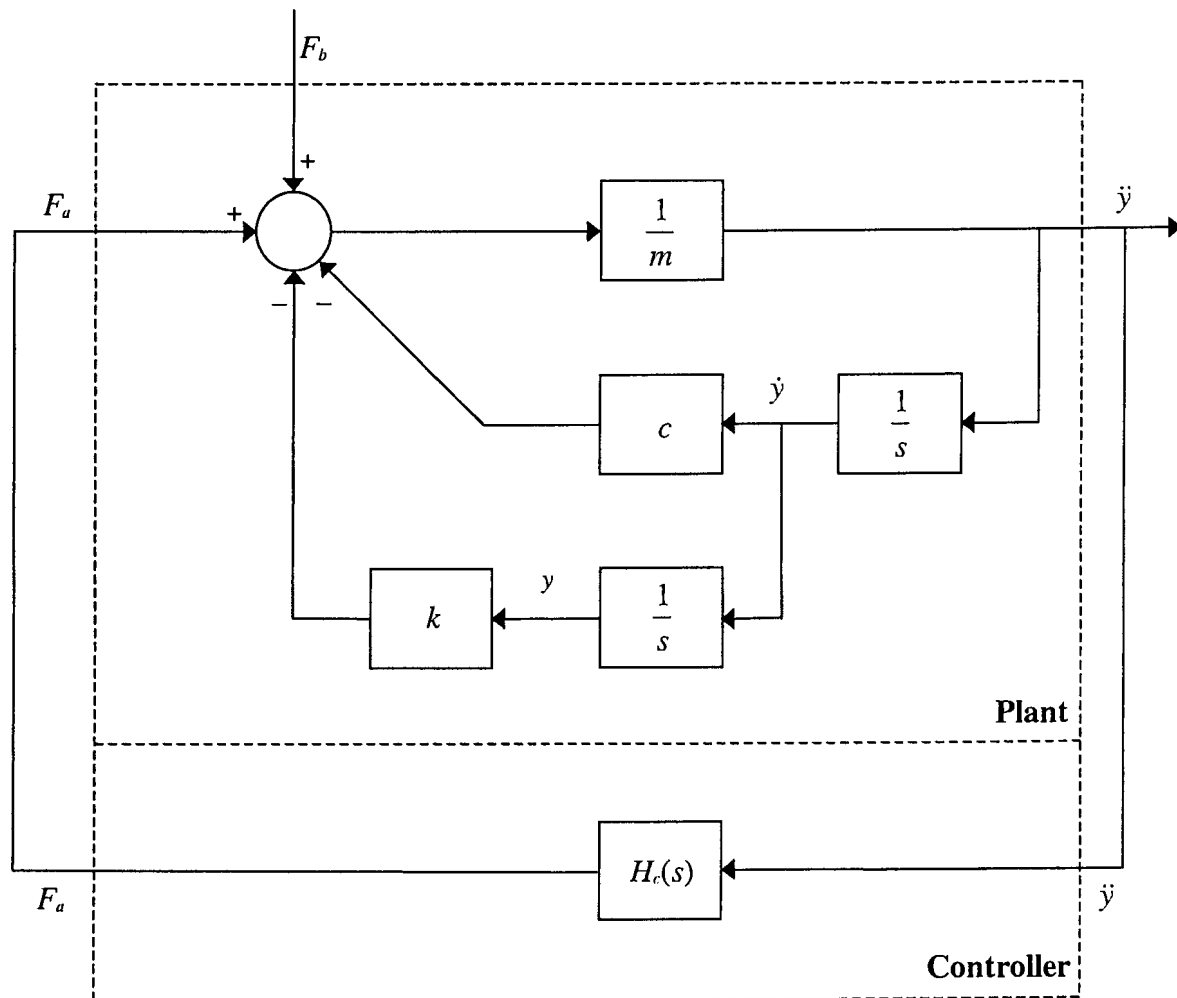 F_b
+
F_a
+
1/m
ÿ
− −
c
ẏ
1/s
k
y
1/s
Plant
H_c(s)
F_a
ÿ
Controller